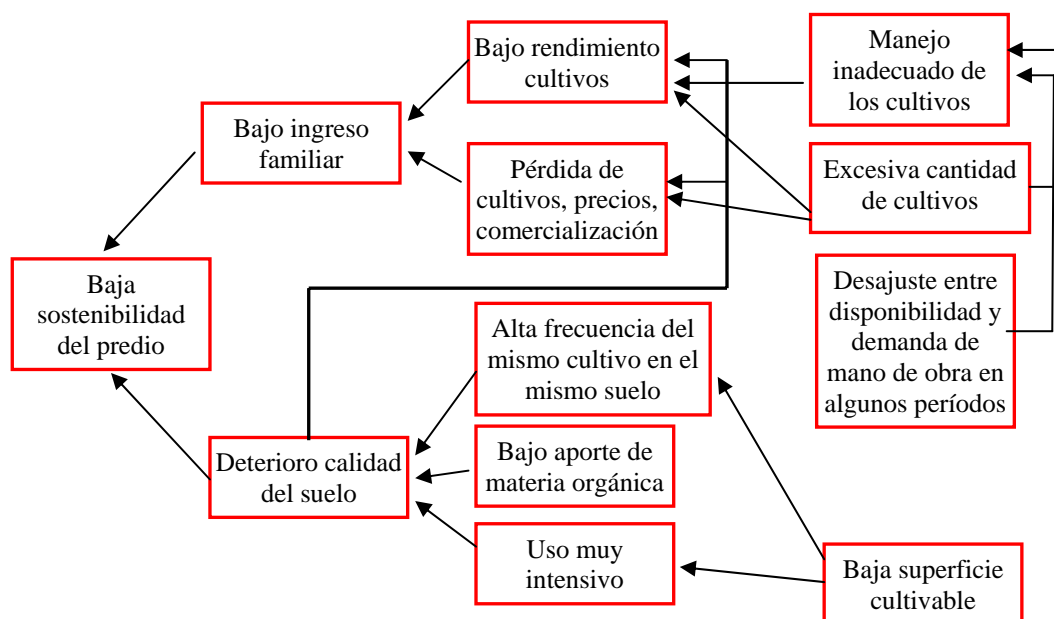 Bajo rendimiento
cultivos
Manejo
inadecuado de
los cultivos
Bajo ingreso
familiar
Pérdida de
cultivos, precios,
comercialización
Excesiva cantidad
de cultivos
Baja
sostenibilidad
del predio
Desajuste entre
disponibilidad y
demanda de
mano de obra en
algunos períodos
Alta frecuencia del
mismo cultivo en el
mismo suelo
Deterioro calidad
del suelo
Bajo aporte de
materia orgánica
Uso muy
intensivo
Baja superficie
cultivable